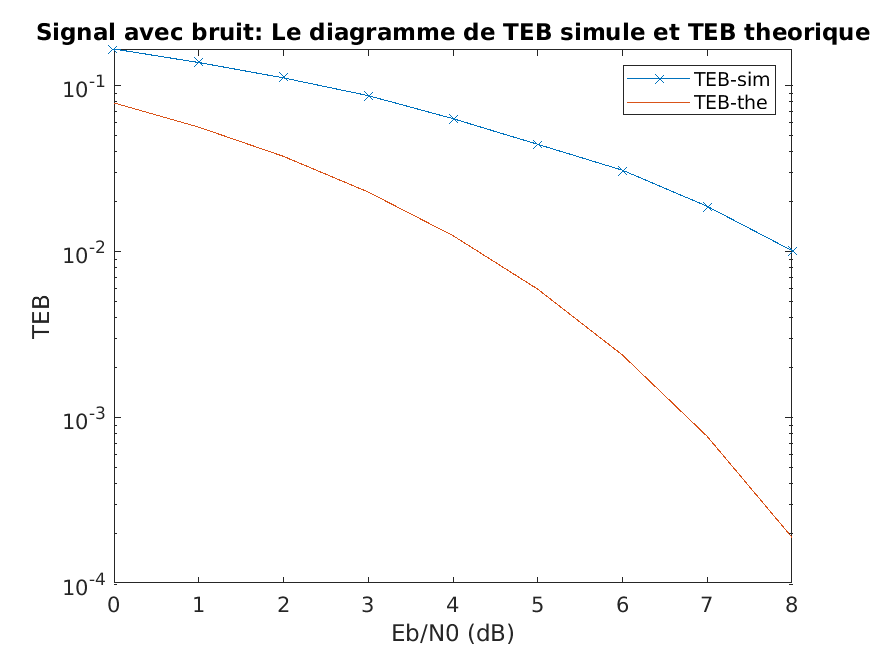 Signal avec bruit: Le diagramme de TEB simule et TEB theorique
TEB-sim
TEB-the
10^-1
10^-2
10^-3
10^-4
TEB
0 1 2 3 4 5 6 7 8
Eb/N0 (dB)